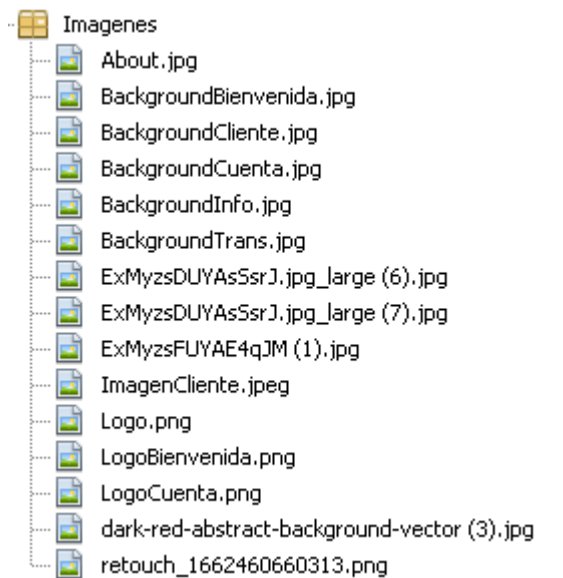 Imagenes
About.jpg
BackgroundBienvenida.jpg
BackgroundCliente.jpg
BackgroundCuenta.jpg
BackgroundInfo.jpg
BackgroundTrans.jpg
ExMyzsDUYAsSsrJ.jpg_large (6).jpg
ExMyzsDUYAsSsrJ.jpg_large (7).jpg
ExMyzsFUYAE4qJM (1).jpg
ImagenCliente.jpeg
Logo.png
LogoBienvenida.png
LogoCuenta.png
dark-red-abstract-background-vector (3).jpg
retouch_1662460660313.png